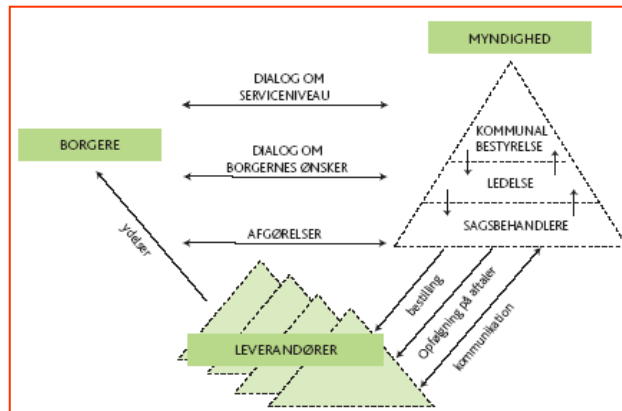 MYNDIGHED
DIALOG OM
SERVICENIVEAU
KOMMUNAL
BESTYRELSE
BORGERE
DIALOG OM
BORGERNES ØNSKER
LEDELSE
SAGSBEHANDLERE
AFGØRELSER
ydelser
bestilling
Opfølgning på aftaler
kommunikation
LEVERANDØRER